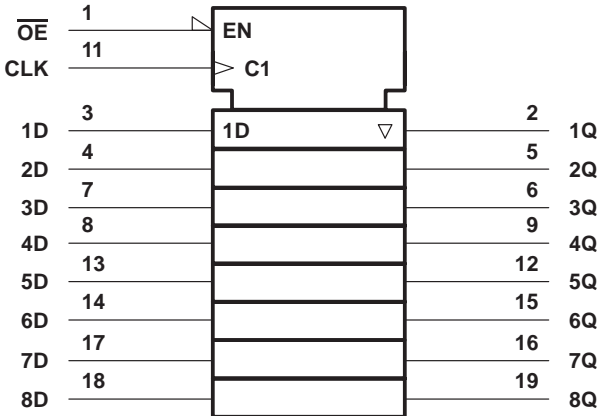 1
OE EN
11
CLK C1
3 2
1D 1D 1Q
4 5
2D 2Q
7 6
3D 3Q
8 9
4D 4Q
13 12
5D 5Q
14 15
6D 6Q
17 16
7D 7Q
18 19
8D 8Q